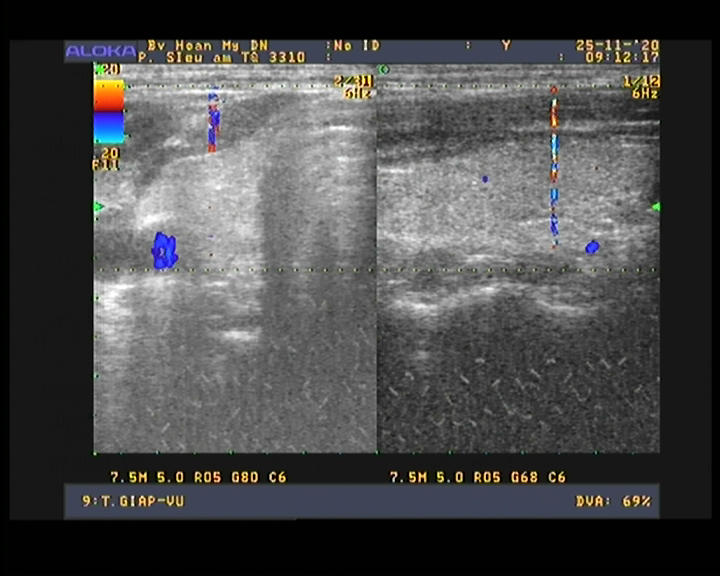 ALOKA
Bv Hoan My DN :No ID : Y 25-11-'20
P. Sieu am TQ 3310 : : 09:12:17
20
2/31
6Hz
1/12
6Hz
20
F11
7.5M 5.0 R05 G80 C6
7.5M 5.0 R05 G68 C6
9:T.GIAP-VU
DVA: 69%